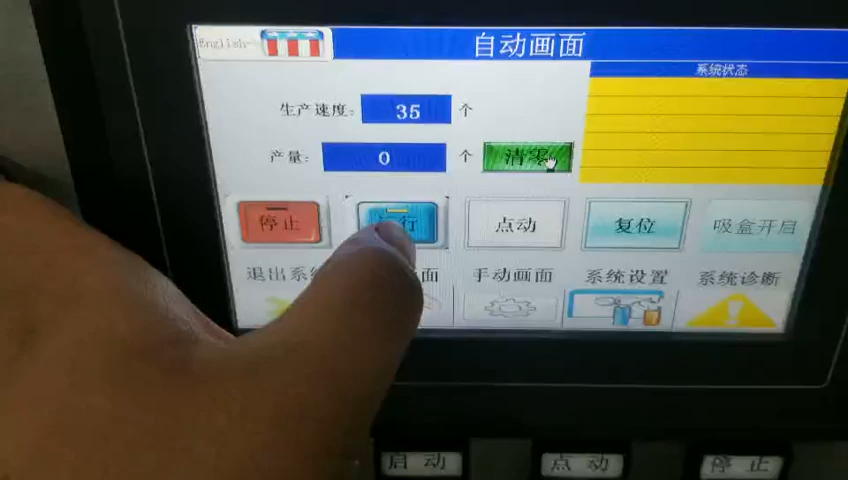 English
自动画面
系统状态
生产速度: 35 个
产量: 0 个 清零
停止 运行 点动 复位 吸盒开启
退出系 面 手动画面 系统设置 系统诊断
启动 点动 停止